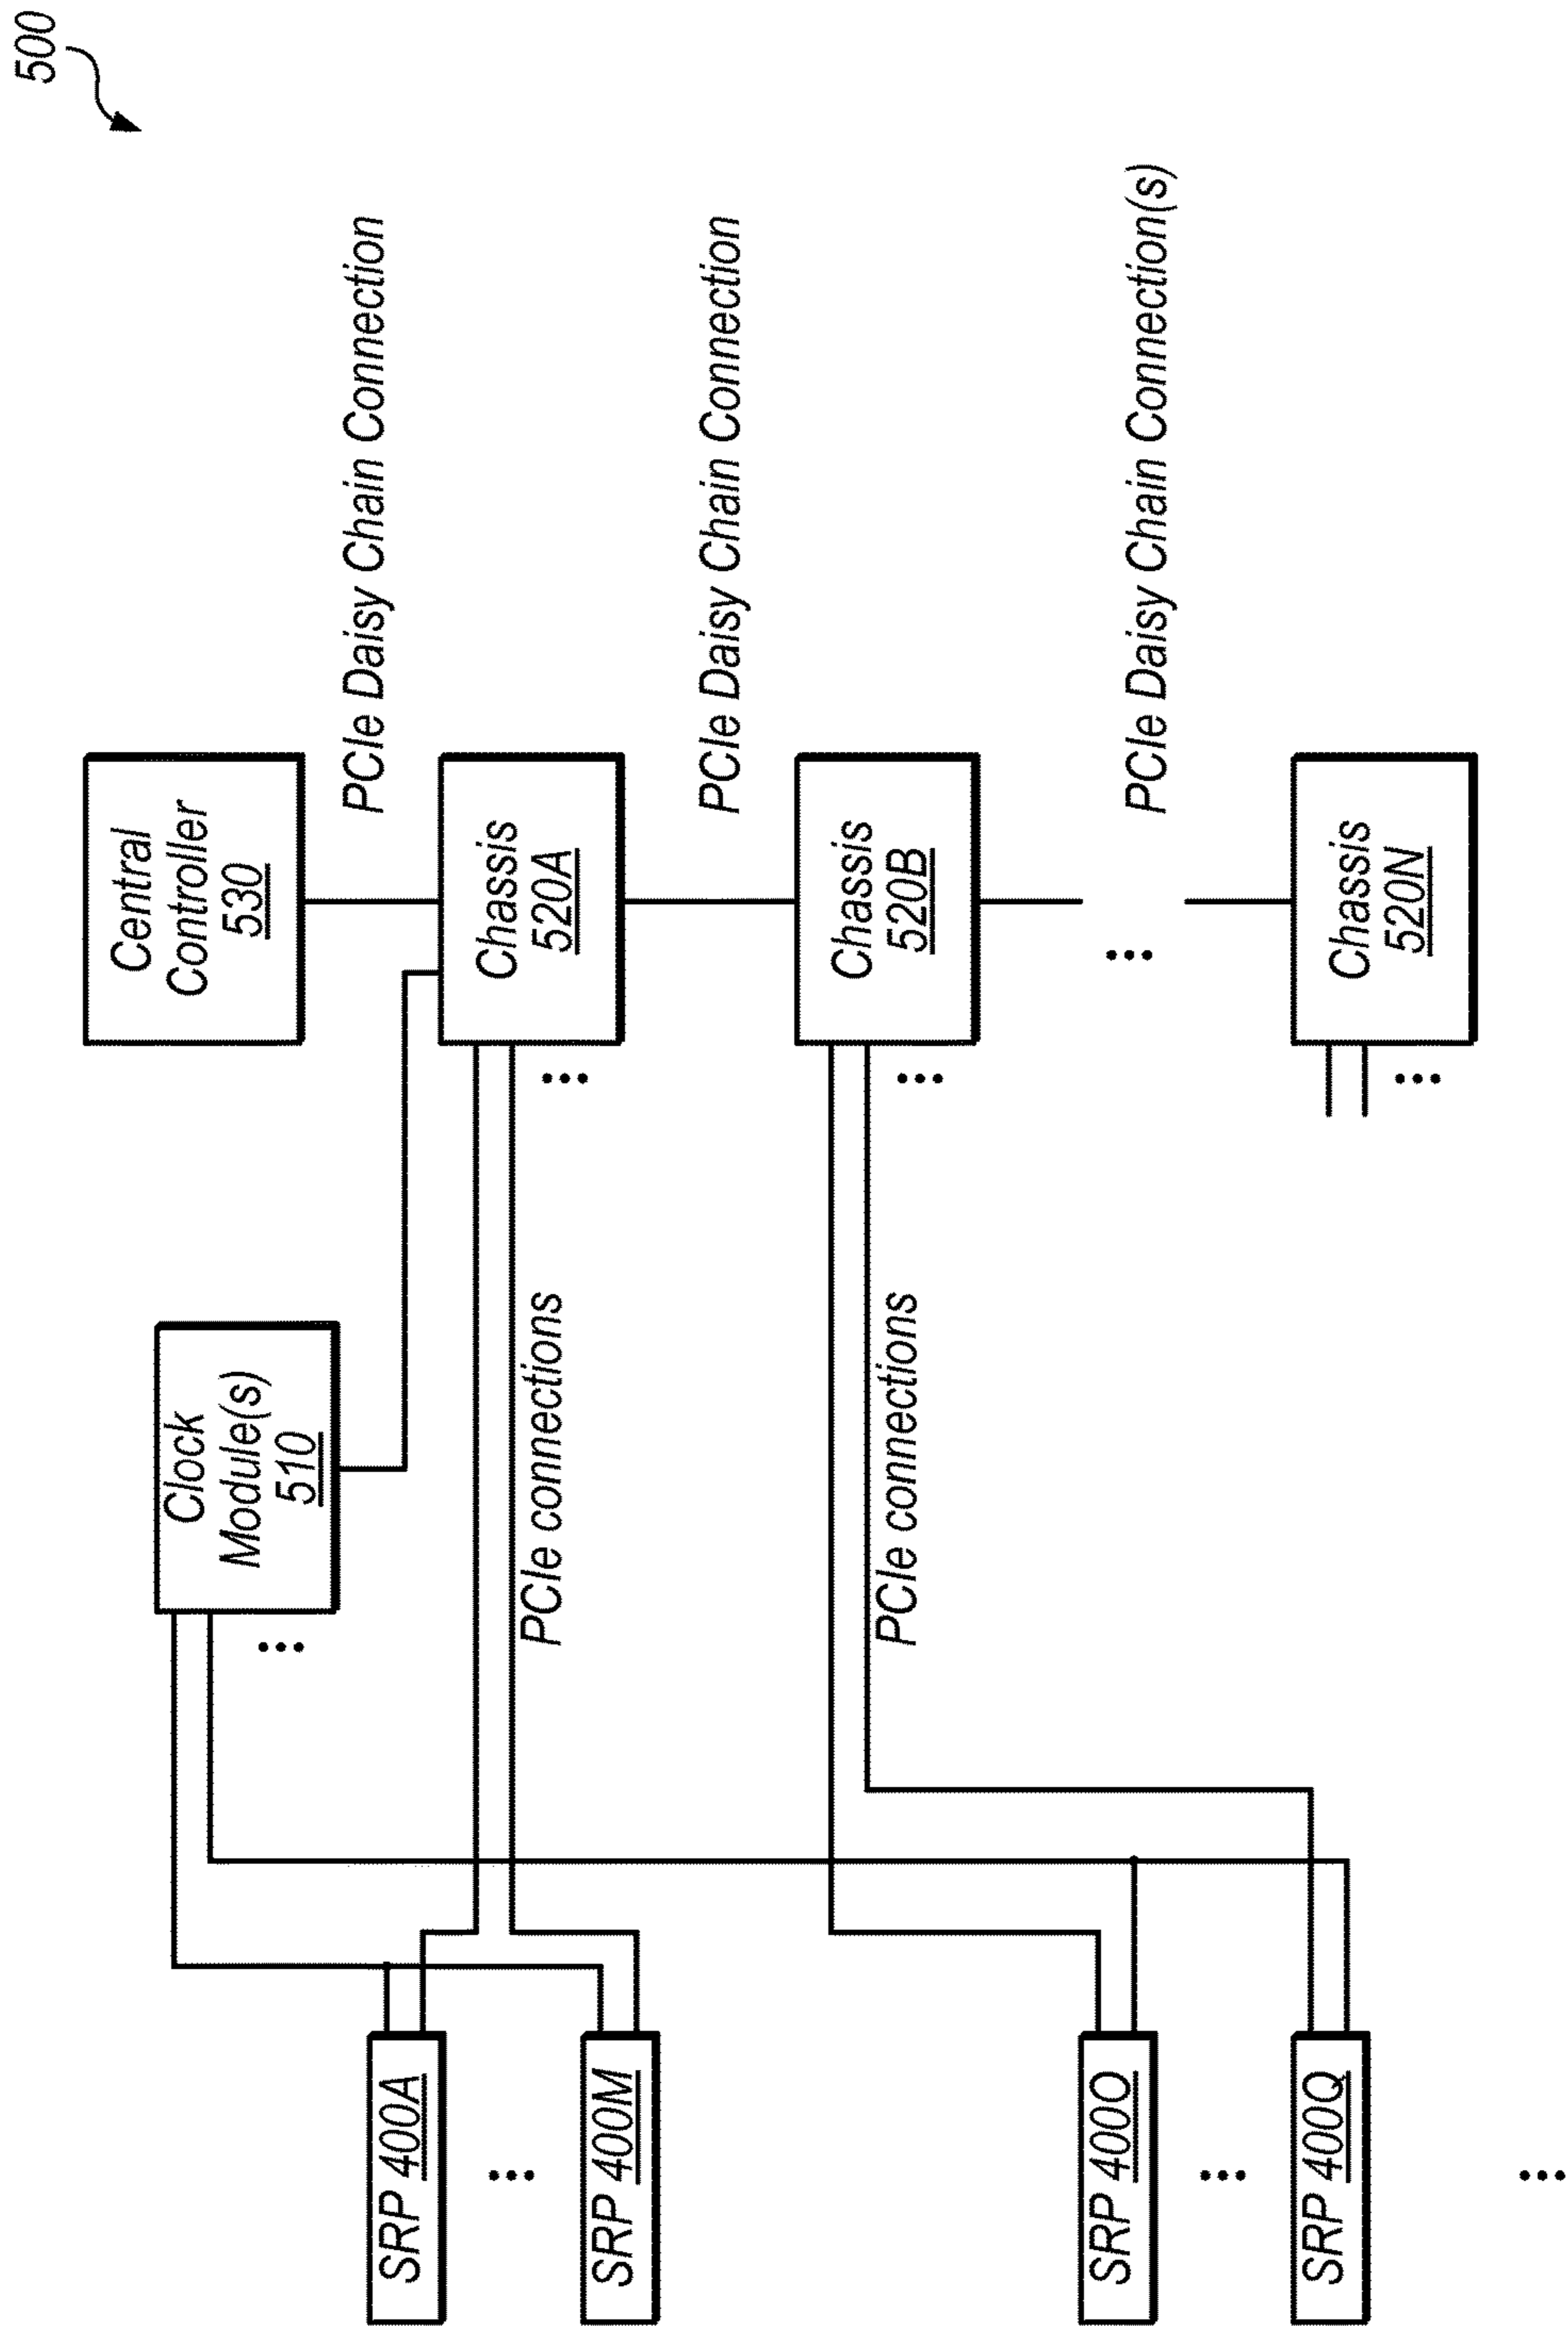 500
Central
Controller
530
PCIe Daisy Chain Connection
Clock
Module(s)
510
Chassis
520A
PCIe connections
PCIe Daisy Chain Connection
SRP 400A
...
SRP 400M
Chassis
520B
PCIe connections
PCIe Daisy Chain Connection(s)
SRP 400O
...
SRP 400Q
Chassis
520N